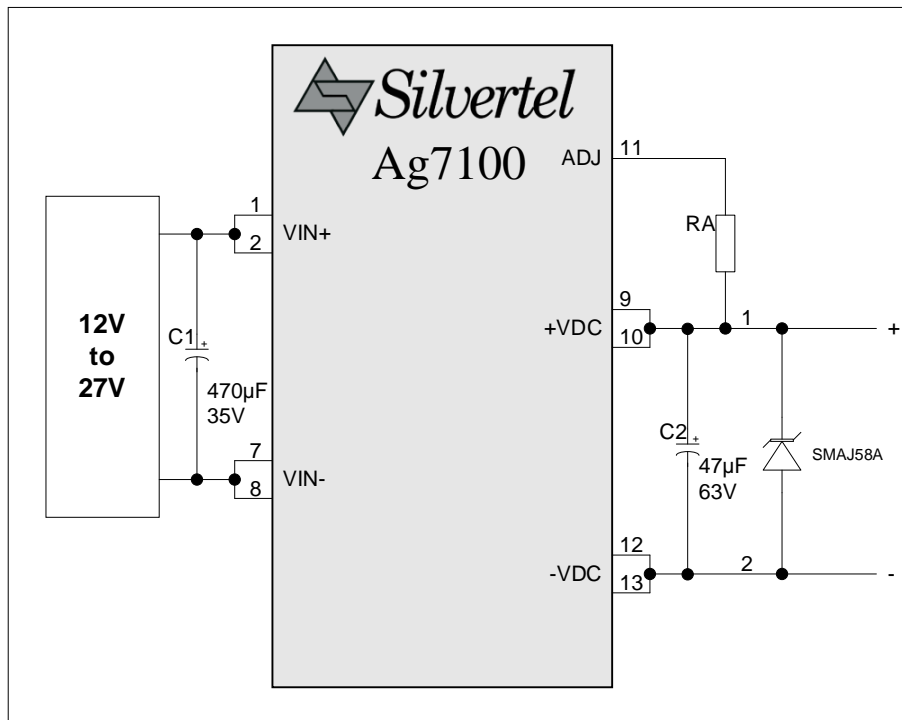 Silvertel
Ag7100
ADJ
11
RA
1
2
VIN+
12V
to
27V
C1
+
470µF
35V
9
10
+VDC
1
+
C2
+
47µF
63V
SMAJ58A
7
8
VIN-
12
13
-VDC
2
-